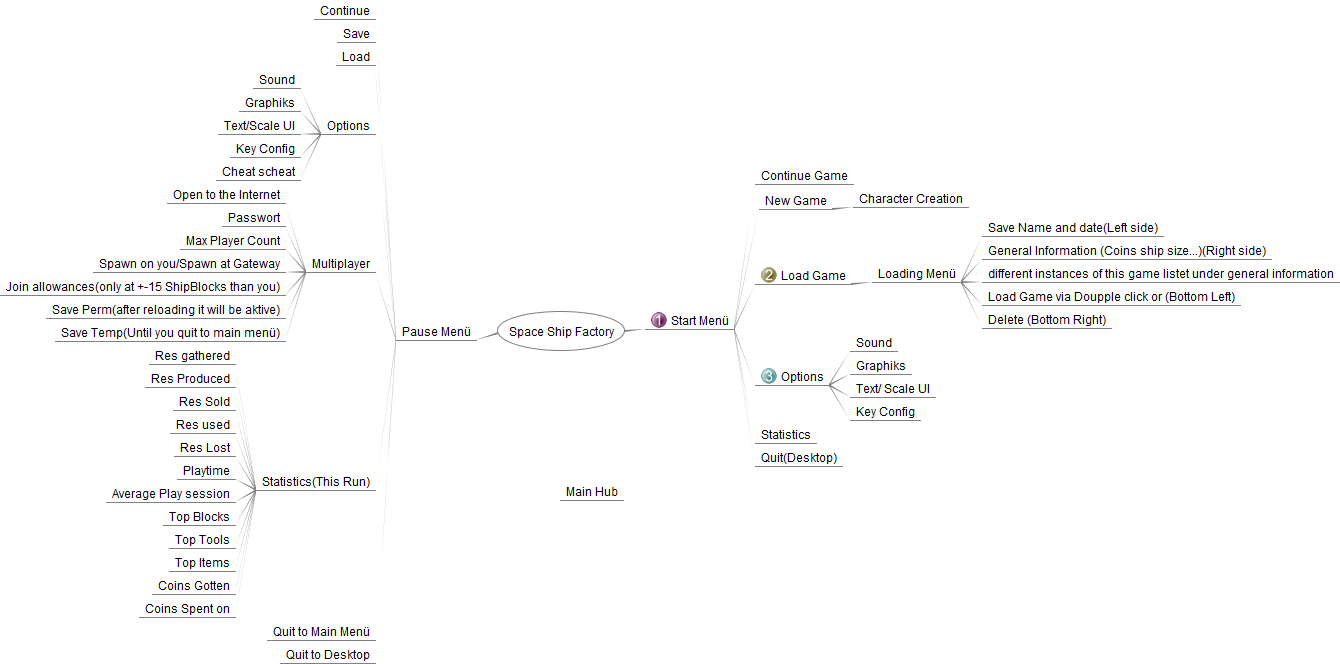 Continue
Save
Load
Sound
Graphiks
Text/Scale UI
Key Config
Cheat scheat
Options
Open to the Internet
Passwort
Max Player Count
Spawn on you/Spawn at Gateway
Join allowances(only at +-15 ShipBlocks than you)
Save Perm(after reloading it will be aktive)
Save Temp(Until you quit to main menü)
Multiplayer
Res gathered
Res Produced
Res Sold
Res used
Res Lost
Playtime
Average Play session
Top Blocks
Top Tools
Top Items
Coins Gotten
Coins Spent on
Statistics(This Run)
Quit to Main Menü
Quit to Desktop
Pause Menü
Space Ship Factory
1 Start Menü
Continue Game
New Game
Character Creation
2 Load Game
Loading Menü
Save Name and date(Left side)
General Information (Coins ship size...)(Right side)
different instances of this game listet under general information
Load Game via Doupple click or (Bottom Left)
Delete (Bottom Right)
3 Options
Sound
Graphiks
Text/ Scale UI
Key Config
Statistics
Quit(Desktop)
Main Hub